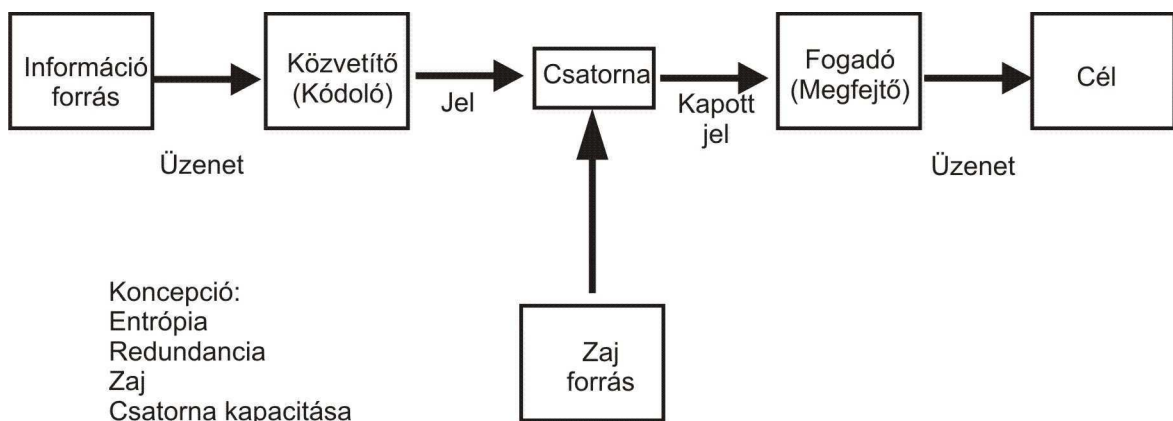 Információ
forrás
Üzenet
Közvetítő
(Kódoló)
Jel
Csatorna
Kapott
jel
Fogadó
(Megfejtő)
Üzenet
Cél
Zaj
forrás
Koncepció:
Entrópia
Redundancia
Zaj
Csatorna kapacitása